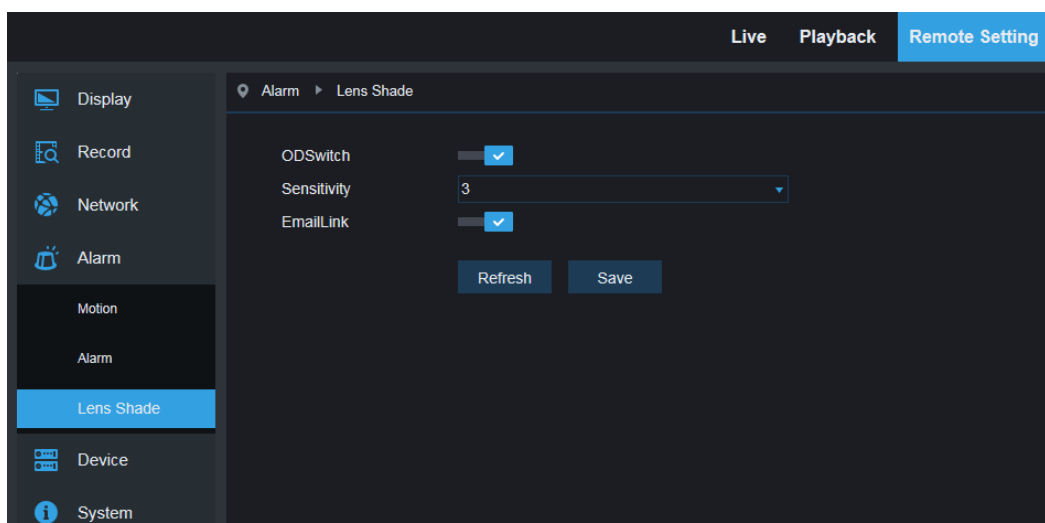 Live Playback Remote Setting
Display
Record
Network
Alarm
Motion
Alarm
Lens Shade
Device
System
Alarm Lens Shade
ODSwitch
Sensitivity 3
EmailLink
Refresh Save